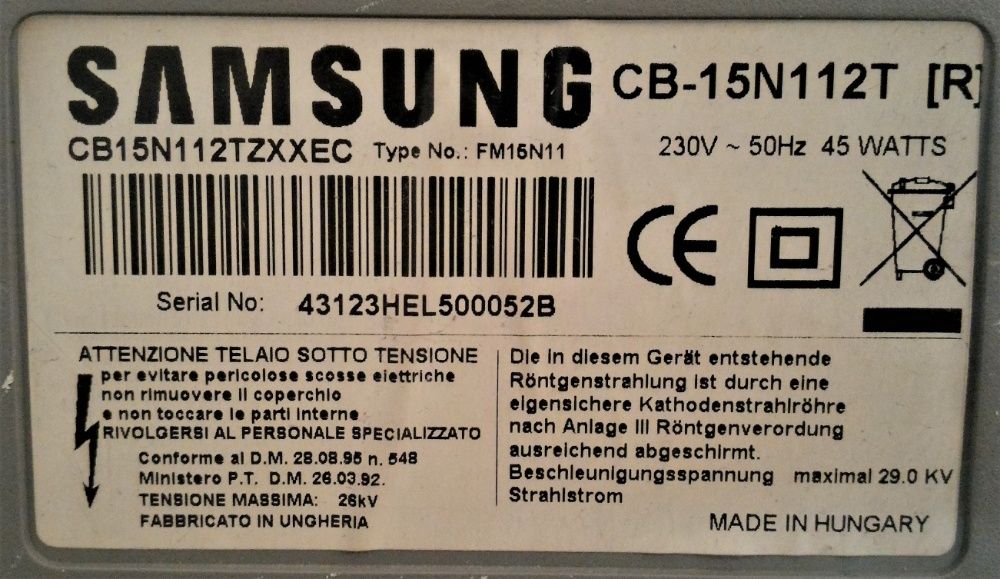 SAMSUNG CB-15N112T [R]
CB15N112TZXXEC Type No.: FM15N11 230V ~ 50Hz 45 WATTS
CE
Serial No: 43123HEL500052B
ATTENZIONE TELAIO SOTTO TENSIONE
per evitare pericolose scosse elettriche
non rimuovere il coperchio
e non toccare le parti interne
RIVOLGERSI AL PERSONALE SPECIALIZZATO
Conforme al D.M. 28.08.95 n. 548
Ministero P.T. D.M. 26.03.92.
TENSIONE MASSIMA: 26kV
FABBRICATO IN UNGHERIA
Die in diesem Gerät entstehende
Röntgenstrahlung ist durch eine
eigensichere Kathodenstrahlröhre
nach Anlage III Röntgenverordung
ausreichend abgeschirmt.
Beschleunigungsspannung maximal 29.0 KV
Strahlstrom
MADE IN HUNGARY